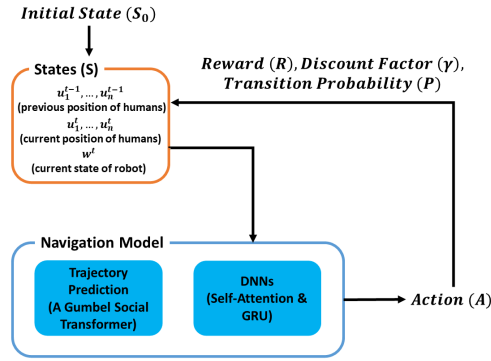 Initial State (S₀)
States (S)
u₁ᵗ⁻¹, ..., uₙᵗ⁻¹
(previous position of humans)
u₁ᵗ, ..., uₙᵗ
(current position of humans)
wᵗ
(current state of robot)
Reward (R), Discount Factor (γ),
Transition Probability (P)
Navigation Model
Trajectory
Prediction
(A Gumbel Social
Transformer)
DNNs
(Self-Attention &
GRU)
Action (A)